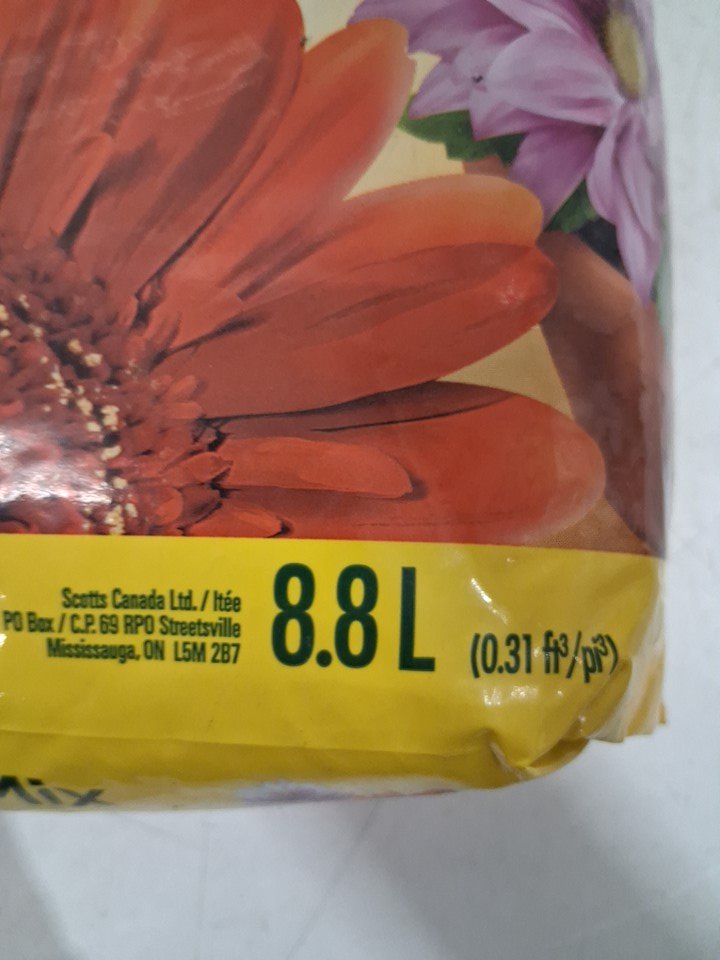 Scotts Canada Ltd. / ltée
PO Box / C.P. 69 RPO Streetsville
Mississauga, ON L5M 2B7
8.8 L
(0.31 ft³/pi³)
Mix